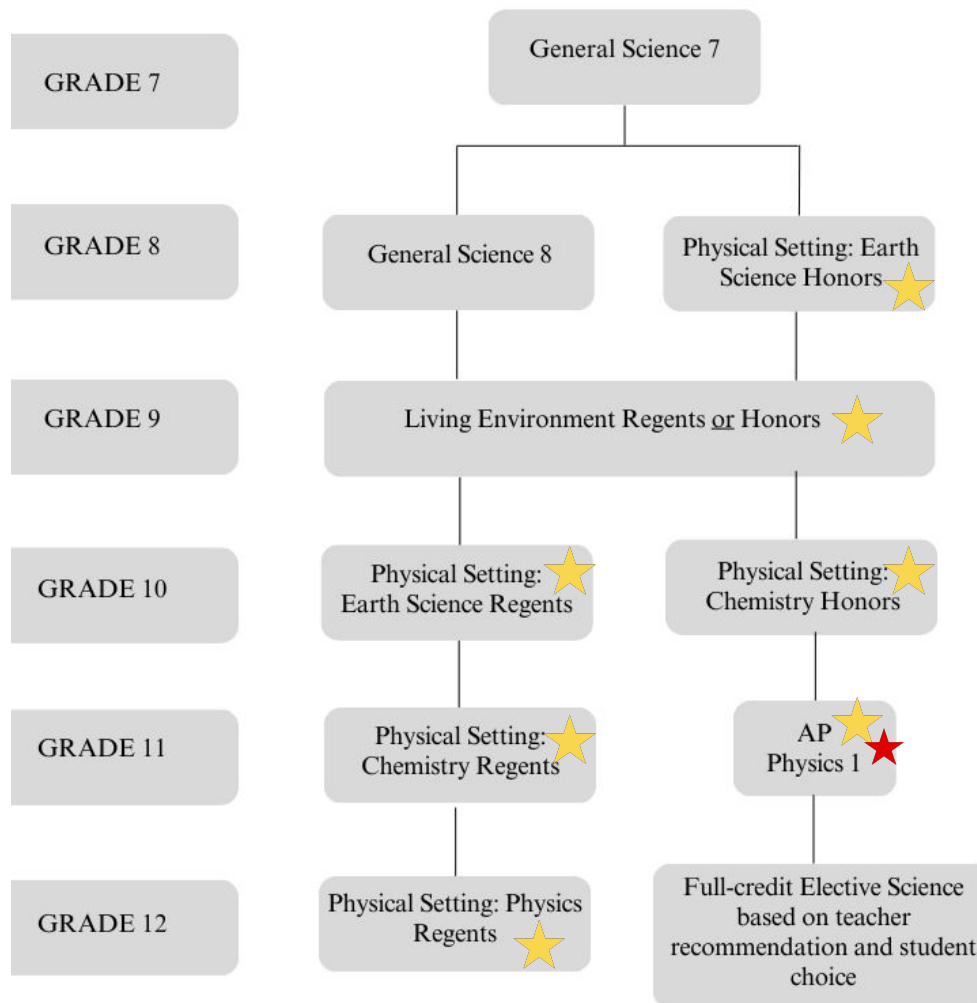 GRADE 7
General Science 7
GRADE 8
General Science 8
Physical Setting: Earth
Science Honors
GRADE 9
Living Environment Regents or Honors
GRADE 10
Physical Setting:
Earth Science Regents
Physical Setting:
Chemistry Honors
GRADE 11
Physical Setting:
Chemistry Regents
AP
Physics 1
GRADE 12
Physical Setting: Physics
Regents
Full-credit Elective Science
based on teacher
recommendation and student
choice